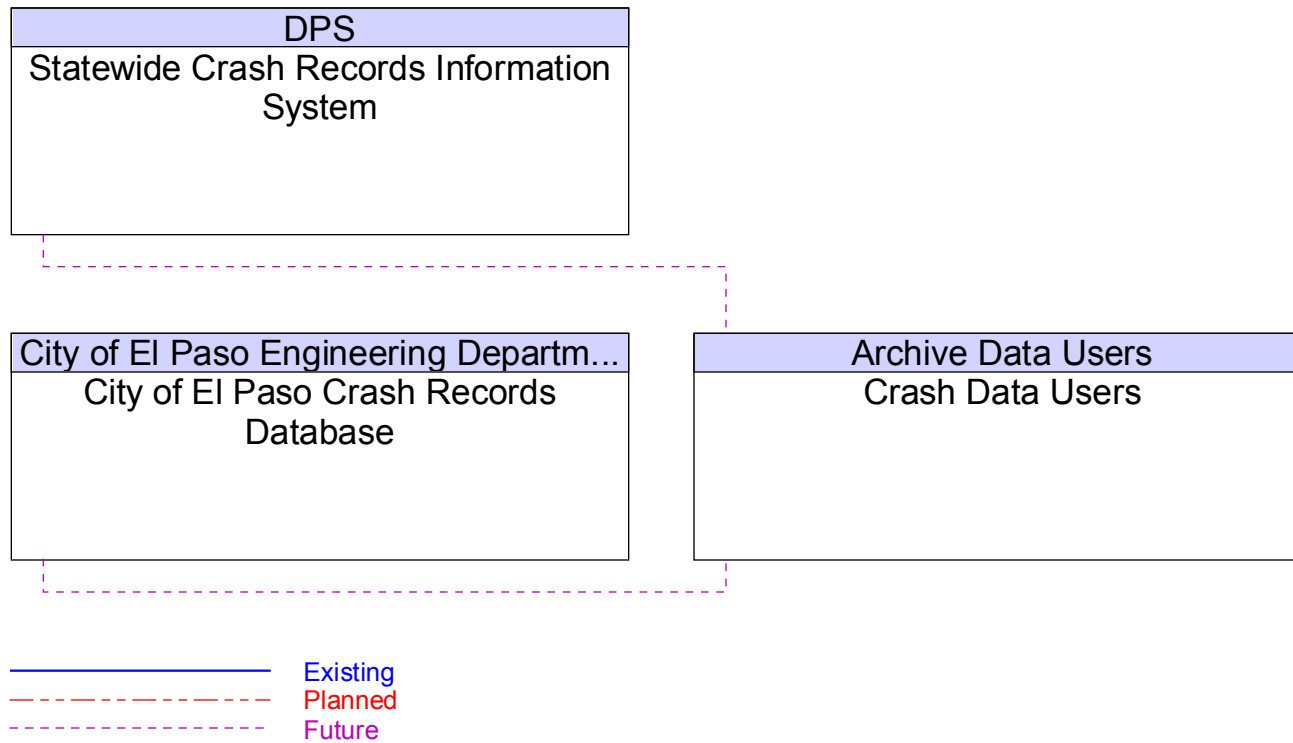 DPS
Statewide Crash Records Information
System
City of El Paso Engineering Departm...
City of El Paso Crash Records
Database
Archive Data Users
Crash Data Users
Existing
Planned
Future